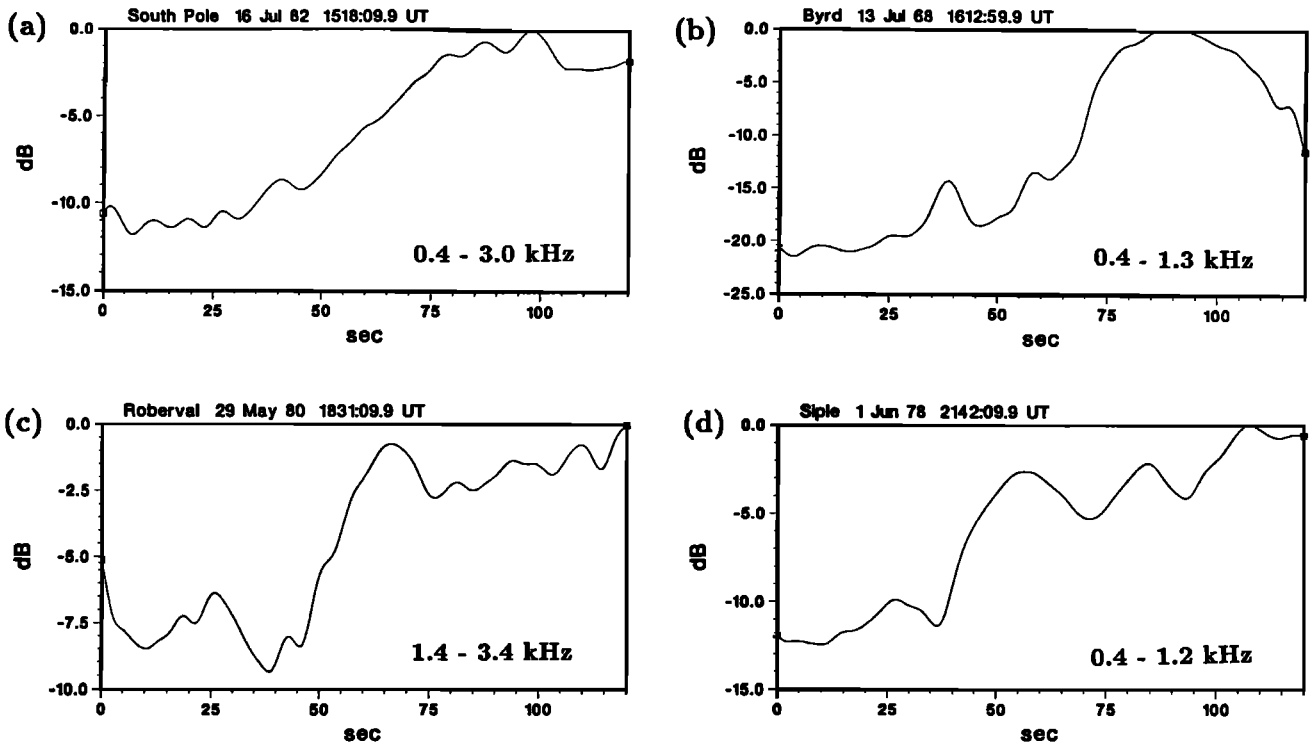 (a)
South Pole 16 Jul 82 1518:09.9 UT
0.0
-5.0
-10.0
-15.0
dB
0.4 - 3.0 kHz
0 25 50 75 100
sec
(b)
Byrd 13 Jul 68 1612:59.9 UT
0.0
-5.0
-10.0
-15.0
-20.0
-25.0
dB
0.4 - 1.3 kHz
0 25 50 75 100
sec
(c)
Roberval 29 May 80 1831:09.9 UT
0.0
-2.5
-5.0
-7.5
-10.0
dB
1.4 - 3.4 kHz
0 25 50 75 100
sec
(d)
Siple 1 Jun 78 2142:09.9 UT
0.0
-5.0
-10.0
-15.0
dB
0.4 - 1.2 kHz
0 25 50 75 100
sec